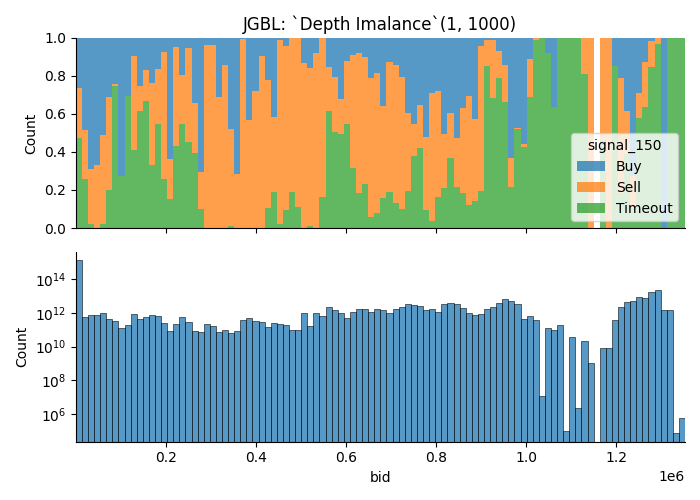 JGBL: `Depth Imalance`(1, 1000)
1.0
0.8
0.6
0.4
0.2
0.0
Count
signal_150
Buy
Sell
Timeout
10^14
10^12
10^10
10^8
10^6
Count
0.2
0.4
0.6
0.8
1.0
1.2
1e6
bid